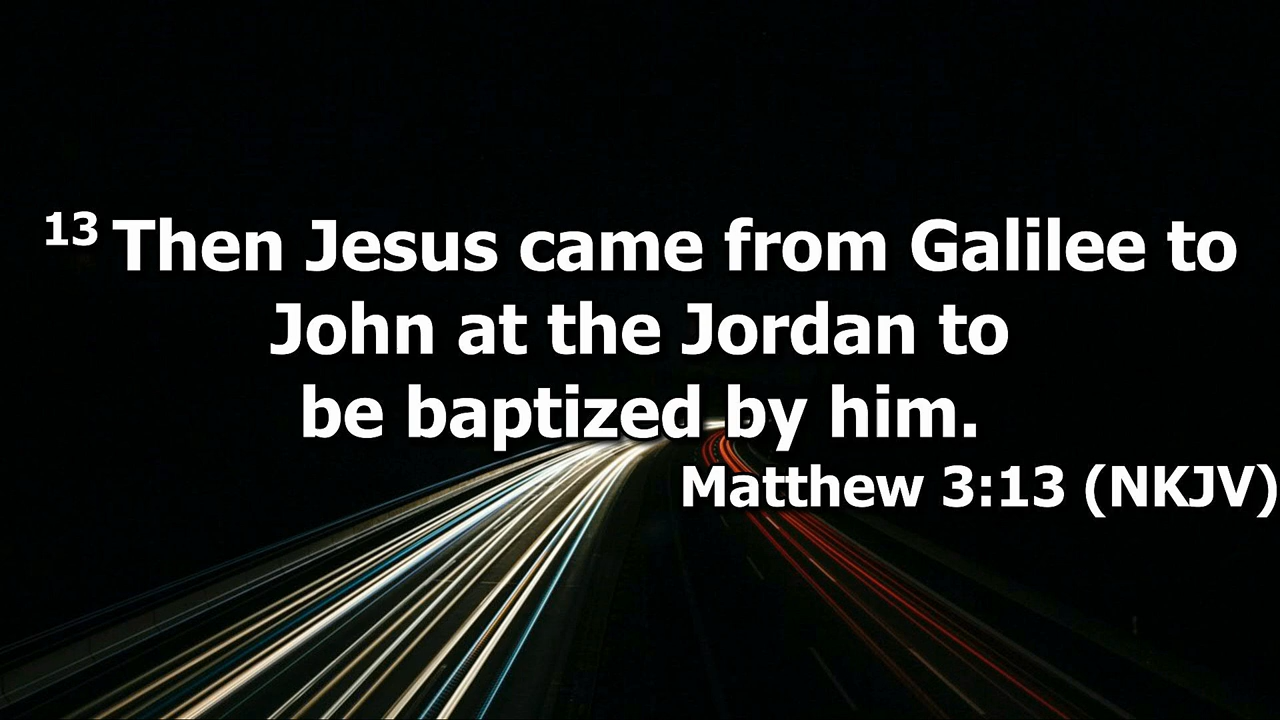 13 Then Jesus came from Galilee to
John at the Jordan to
be baptized by him.
Matthew 3:13 (NKJV)